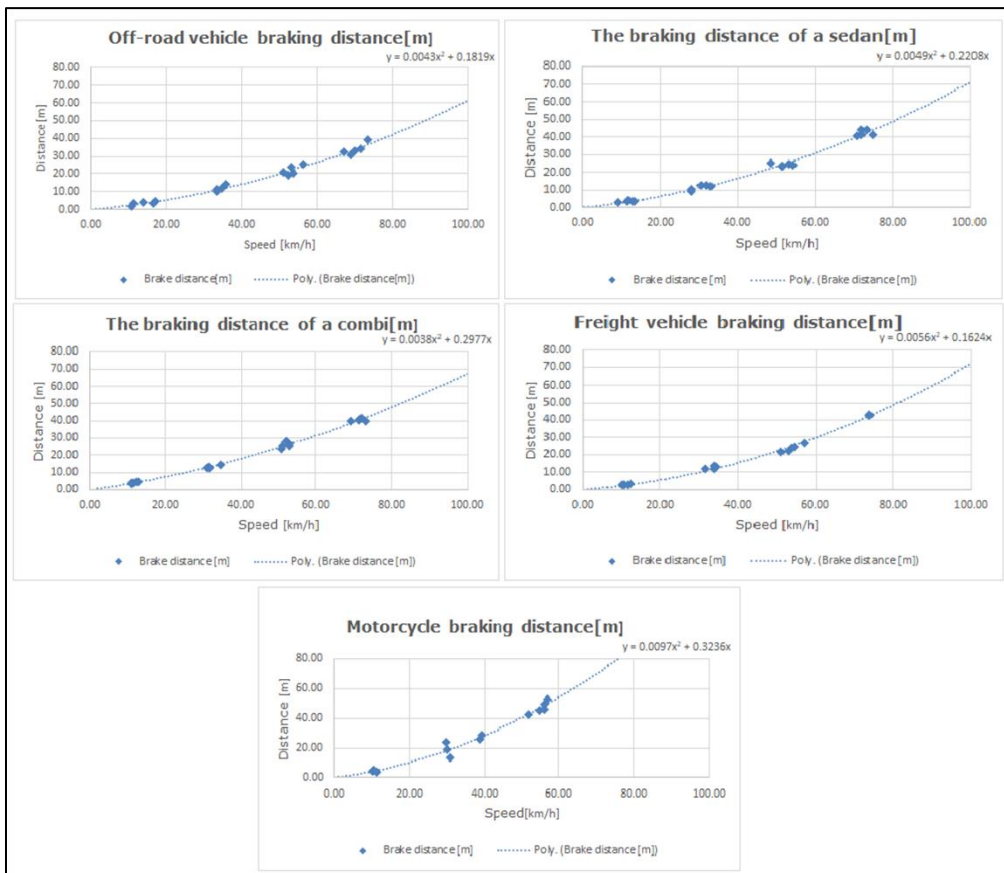 Off-road vehicle braking distance[m]
y = 0.0043x² + 0.1819x
Distance [m]
80.00
70.00
60.00
50.00
40.00
30.00
20.00
10.00
0.00
0.00 20.00 40.00 60.00 80.00 100.00
Speed [km/h]
Brake distance[m] Poly. (Brake distance[m])
The braking distance of a sedan[m]
y = 0.0049x² + 0.2208x
Distance [m]
80.00
70.00
60.00
50.00
40.00
30.00
20.00
10.00
0.00
0.00 20.00 40.00 60.00 80.00 100.00
Speed [km/h]
Brake distance[m] Poly. (Brake distance[m])
The braking distance of a combi[m]
y = 0.0038x² + 0.2977x
Distance [m]
80.00
70.00
60.00
50.00
40.00
30.00
20.00
10.00
0.00
0.00 20.00 40.00 60.00 80.00 100.00
Speed [km/h]
Brake distance[m] Poly. (Brake distance[m])
Freight vehicle braking distance[m]
y = 0.0056x² + 0.1624x
Distance [m]
80.00
70.00
60.00
50.00
40.00
30.00
20.00
10.00
0.00
0.00 20.00 40.00 60.00 80.00 100.00
Speed [km/h]
Brake distance[m] Poly. (Brake distance[m])
Motorcycle braking distance[m]
y = 0.0097x² + 0.3236x
Distance [m]
80.00
60.00
40.00
20.00
0.00
0.00 20.00 40.00 60.00 80.00 100.00
Speed[km/h]
Brake distance[m] Poly. (Brake distance[m])